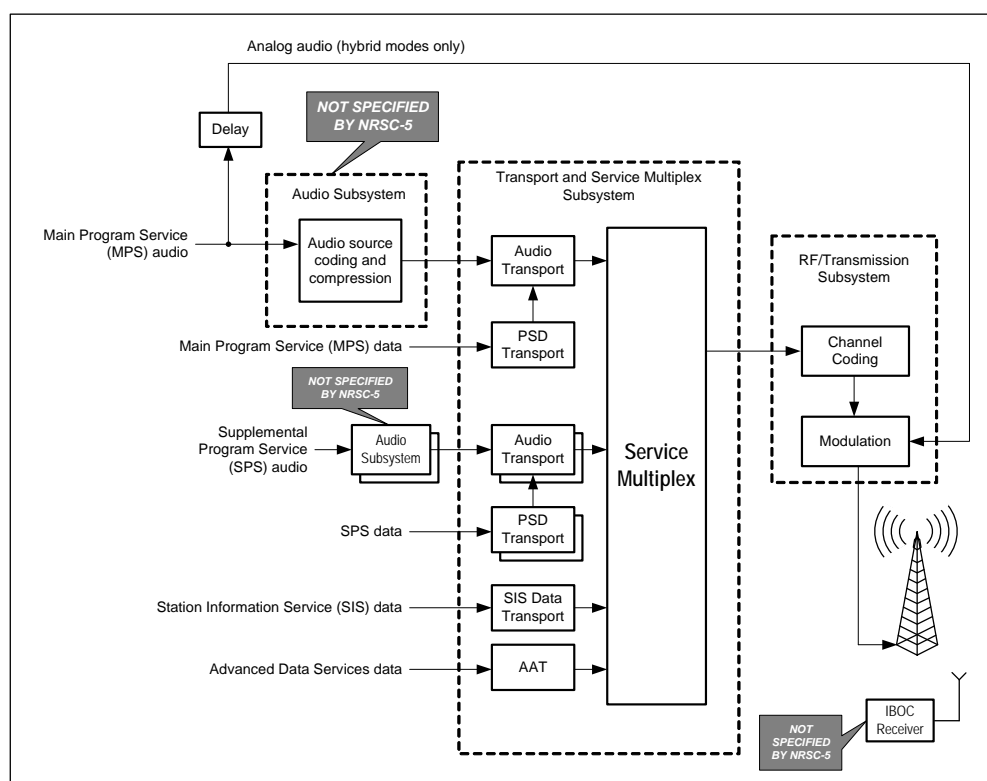 Analog audio (hybrid modes only)
NOT SPECIFIED
BY NRSC-5
Delay
Audio Subsystem
Transport and Service Multiplex
Subsystem
Main Program Service
(MPS) audio
Audio source
coding and
compression
Audio
Transport
RF/Transmission
Subsystem
Main Program Service (MPS) data
PSD
Transport
Channel
Coding
NOT SPECIFIED
BY NRSC-5
Supplemental
Program Service
(SPS) audio
Audio
Subsystem
Audio
Transport
Service
Multiplex
Modulation
SPS data
PSD
Transport
Station Information Service (SIS) data
SIS Data
Transport
Advanced Data Services data
AAT
NOT
SPECIFIED
BY NRSC-5
IBOC
Receiver